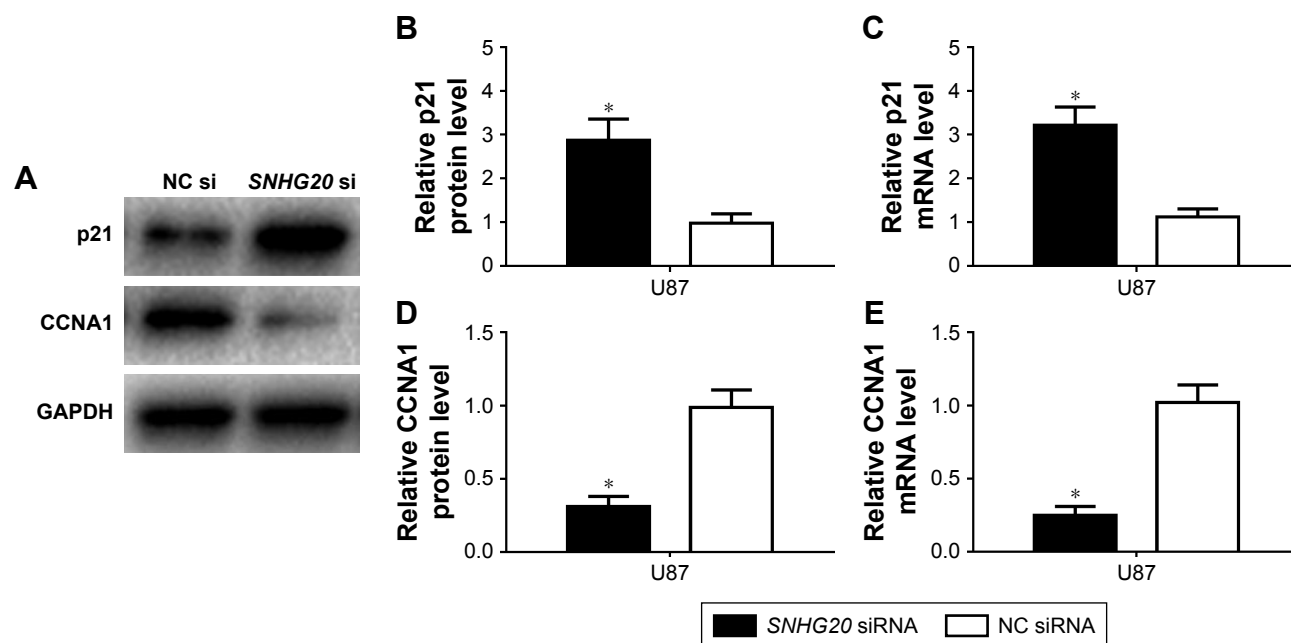 A
NC si SNHG20 si
p21
CCNA1
GAPDH
B
Relative p21
protein level
5
4
3
2
1
0
*
U87
C
Relative p21
mRNA level
5
4
3
2
1
0
*
U87
D
Relative CCNA1
protein level
1.5
1.0
0.5
0.0
*
U87
E
Relative CCNA1
mRNA level
1.5
1.0
0.5
0.0
*
U87
SNHG20 siRNA NC siRNA